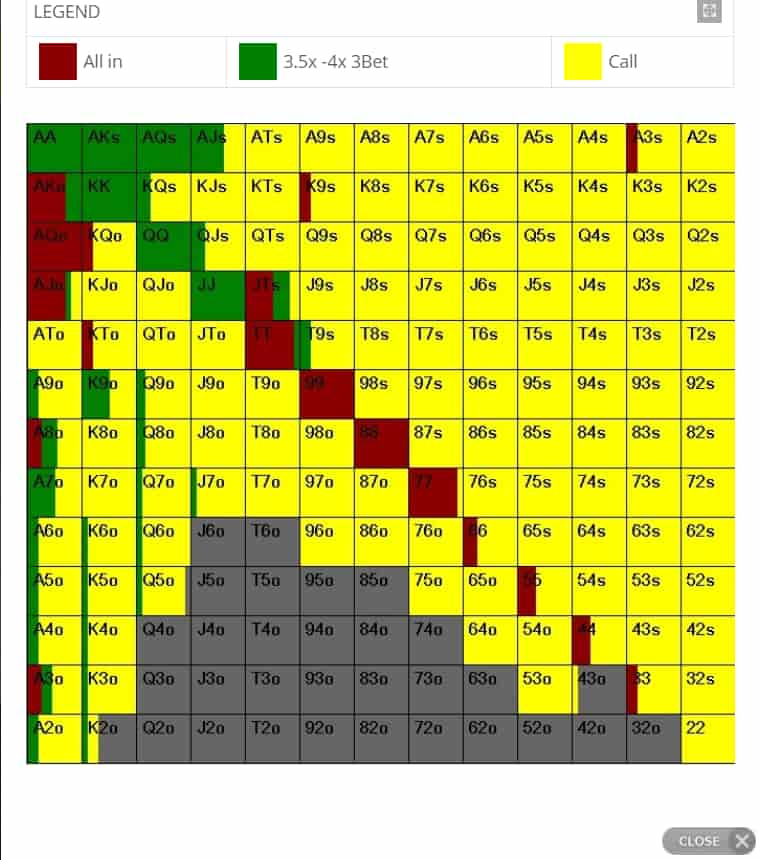 LEGEND
All in 3.5x -4x 3Bet Call
AA AKs AQs AJs ATs A9s A8s A7s A6s A5s A4s A3s A2s
AKo KK KQs KJs KTs K9s K8s K7s K6s K5s K4s K3s K2s
AQo KQo QQ QJs QTs Q9s Q8s Q7s Q6s Q5s Q4s Q3s Q2s
AJo KJo QJo JJ JTs J9s J8s J7s J6s J5s J4s J3s J2s
ATo KTo QTo JTo TT T9s T8s T7s T6s T5s T4s T3s T2s
A9o K9o Q9o J9o T9o 99 98s 97s 96s 95s 94s 93s 92s
A8o K8o Q8o J8o T8o 98o 88 87s 86s 85s 84s 83s 82s
A7o K7o Q7o J7o T7o 97o 87o 77 76s 75s 74s 73s 72s
A6o K6o Q6o J6o T6o 96o 86o 76o 66 65s 64s 63s 62s
A5o K5o Q5o J5o T5o 95o 85o 75o 65o 55 54s 53s 52s
A4o K4o Q4o J4o T4o 94o 84o 74o 64o 54o 44 43s 42s
A3o K3o Q3o J3o T3o 93o 83o 73o 63o 53o 43o 33 32s
A2o K2o Q2o J2o T2o 92o 82o 72o 62o 52o 42o 32o 22
CLOSE